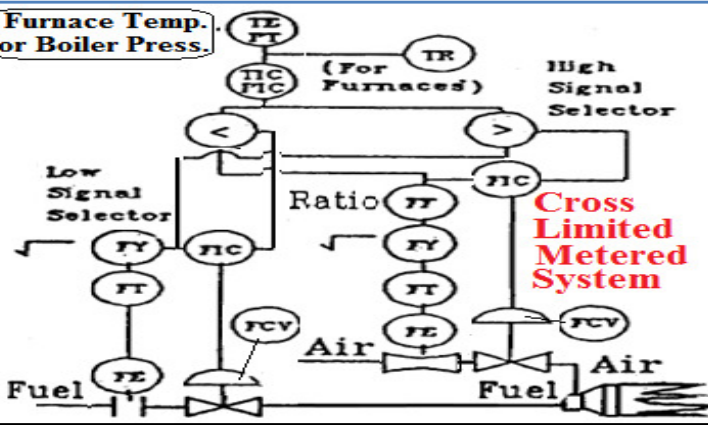 Furnace Temp.
or Boiler Press.
TE
PT
TR
TIC
PIC
(For
Furnaces)
High
Signal
Selector
<
>
Low
Signal
Selector
FIC
Ratio
FF
Cross
Limited
Metered
System
FY
FIC
FY
FT
FT
FCV
FE
FCV
Air
Air
FE
Fuel
Fuel